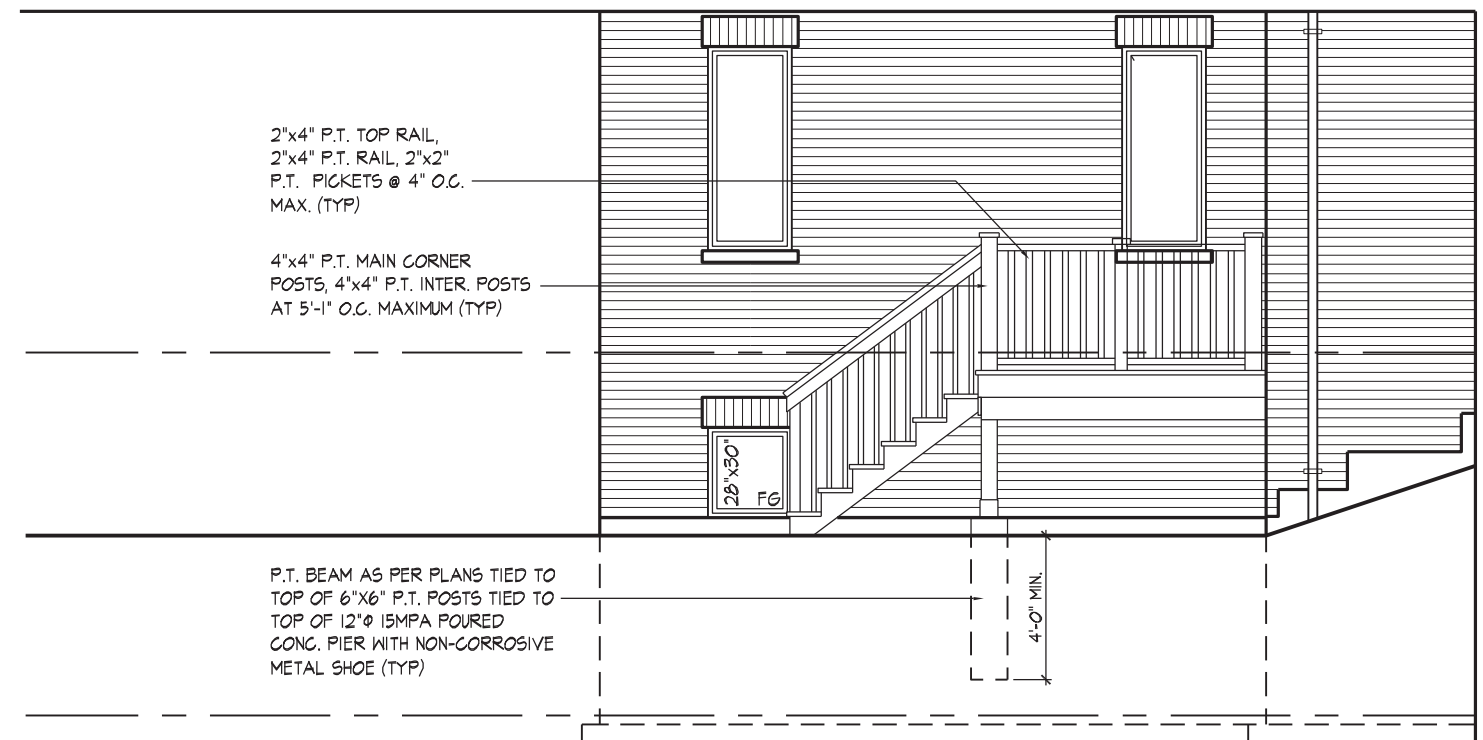 2"x4" P.T. TOP RAIL,
2"x4" P.T. RAIL, 2"x2"
P.T. PICKETS @ 4" O.C.
MAX. (TYP)
4"x4" P.T. MAIN CORNER
POSTS, 4"x4" P.T. INTER. POSTS
AT 5'-1" O.C. MAXIMUM (TYP)
28"x30"
FG
P.T. BEAM AS PER PLANS TIED TO
TOP OF 6"X6" P.T. POSTS TIED TO
TOP OF 12"Φ 15MPA POURED
CONC. PIER WITH NON-CORROSIVE
METAL SHOE (TYP)
4'-0" MIN.